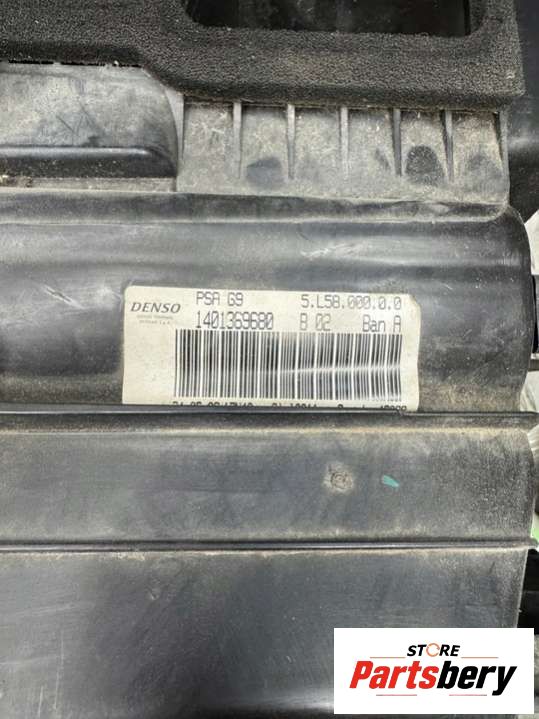 DENSO
PSA G9 5.L58.000.0.0
1401369680 B 02 Ban A
STORE
Partsbery